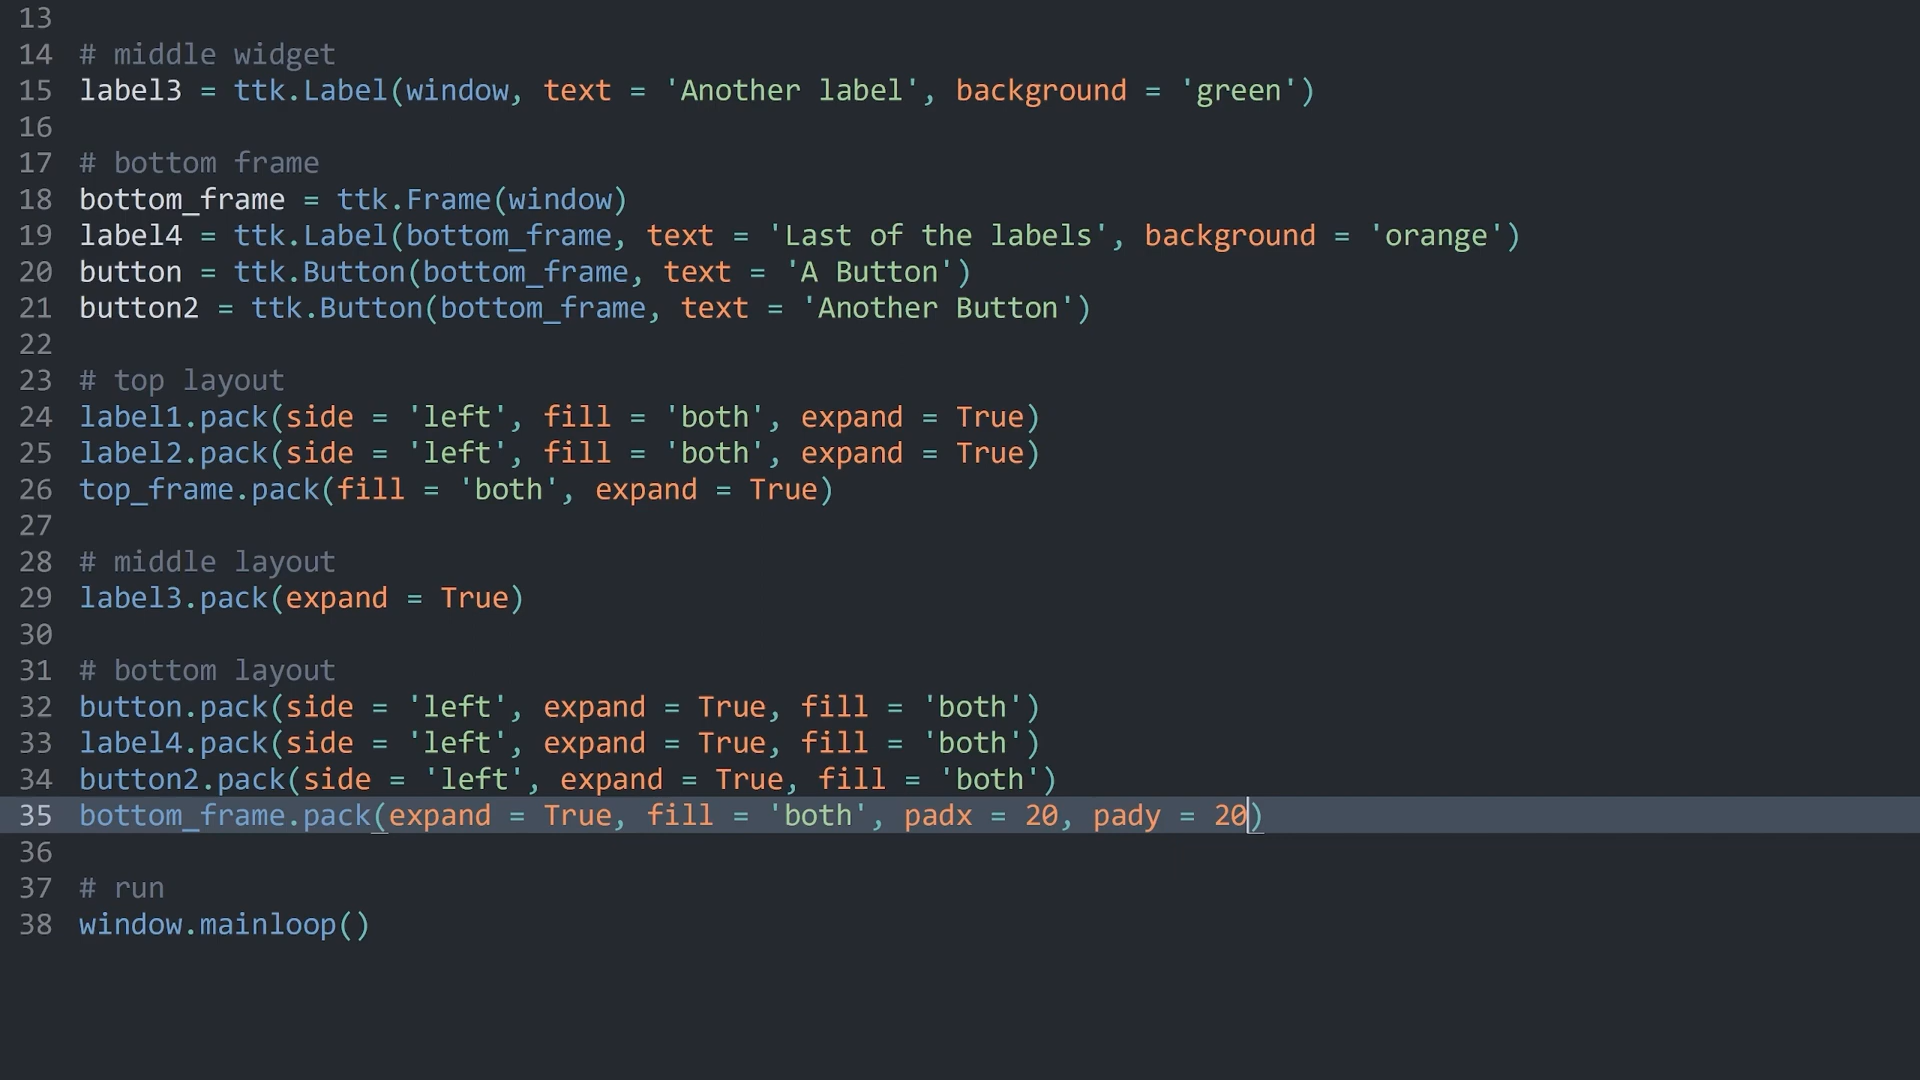 13
14 # middle widget
15 label3 = ttk.Label(window, text = 'Another label', background = 'green')
16
17 # bottom frame
18 bottom_frame = ttk.Frame(window)
19 label4 = ttk.Label(bottom_frame, text = 'Last of the labels', background = 'orange')
20 button = ttk.Button(bottom_frame, text = 'A Button')
21 button2 = ttk.Button(bottom_frame, text = 'Another Button')
22
23 # top layout
24 label1.pack(side = 'left', fill = 'both', expand = True)
25 label2.pack(side = 'left', fill = 'both', expand = True)
26 top_frame.pack(fill = 'both', expand = True)
27
28 # middle layout
29 label3.pack(expand = True)
30
31 # bottom layout
32 button.pack(side = 'left', expand = True, fill = 'both')
33 label4.pack(side = 'left', expand = True, fill = 'both')
34 button2.pack(side = 'left', expand = True, fill = 'both')
35 bottom_frame.pack(expand = True, fill = 'both', padx = 20, pady = 20)
36
37 # run
38 window.mainloop()